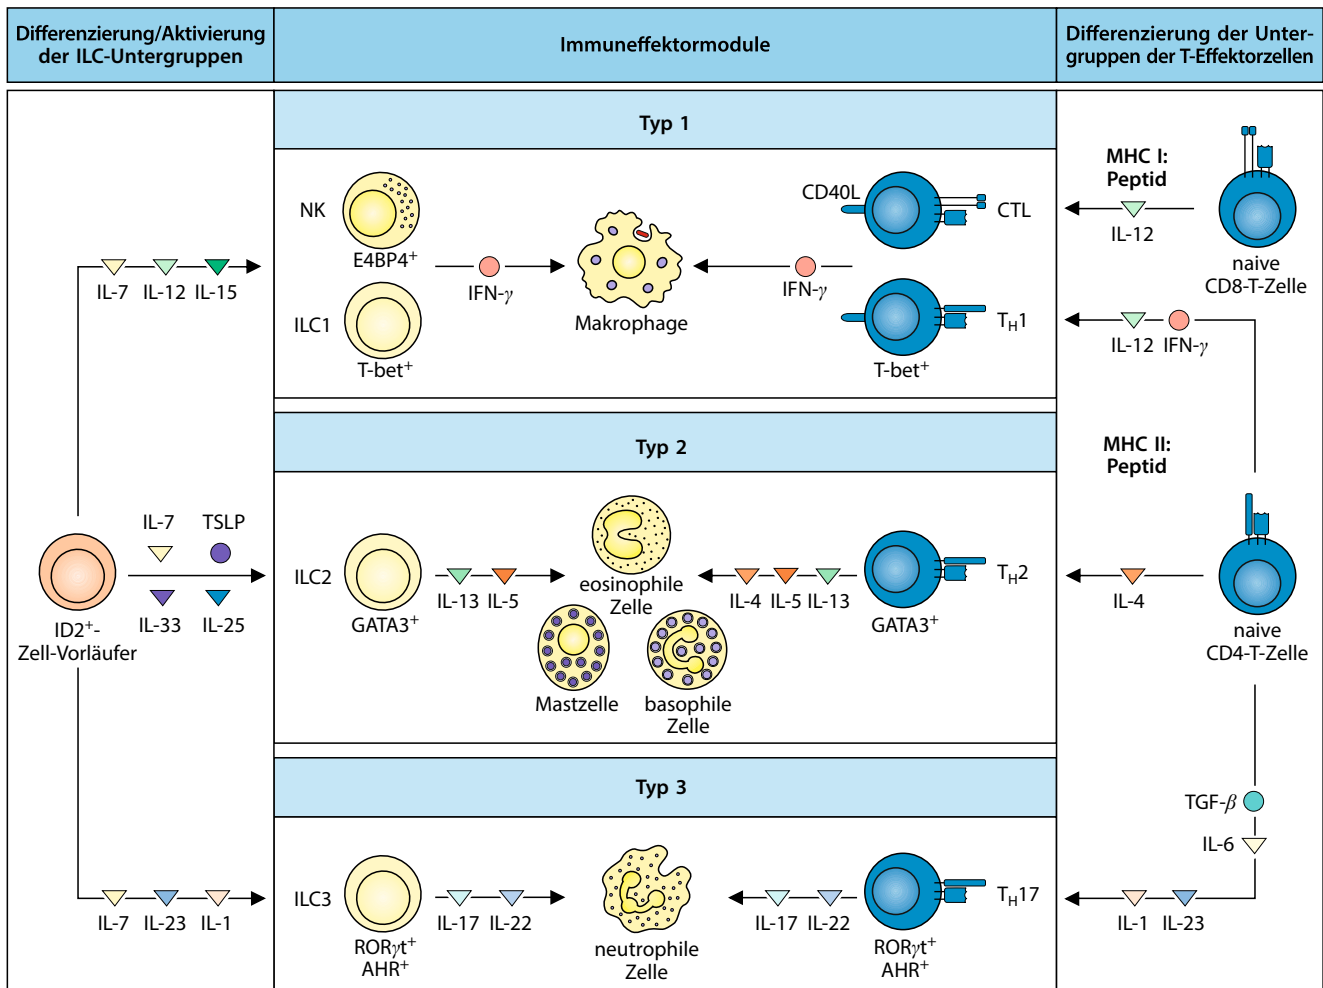 Differenzierung/Aktivierung
der ILC-Untergruppen
Immuneffektormodule
Differenzierung der Unter-
gruppen der T-Effektorzellen
Typ 1
NK
E4BP4+
ILC1
T-bet+
IFN-γ
Makrophage
IFN-γ
CD40L
CTL
TH1
T-bet+
IL-7 IL-12 IL-15
MHC I:
Peptid
IL-12
naive
CD8-T-Zelle
IL-12 IFN-γ
Typ 2
MHC II:
Peptid
IL-7 TSLP
IL-33 IL-25
ID2+-
Zell-Vorläufer
ILC2
GATA3+
IL-13 IL-5
eosinophile
Zelle
Mastzelle
basophile
Zelle
IL-4 IL-5 IL-13
GATA3+
TH2
IL-4
naive
CD4-T-Zelle
Typ 3
TGF-β
IL-6
IL-7 IL-23 IL-1
ILC3
RORγt+
AHR+
IL-17 IL-22
neutrophile
Zelle
IL-17 IL-22
RORγt+
AHR+
TH17
IL-1 IL-23